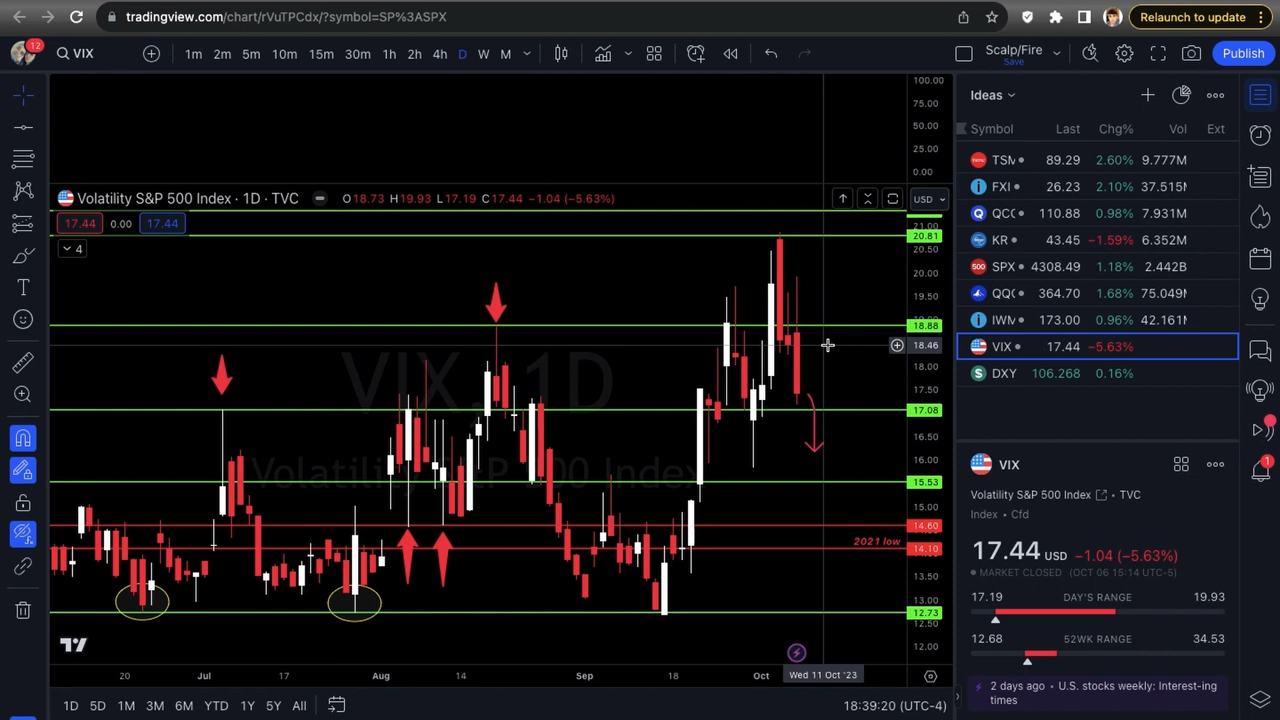 tradingview.com/chart/rVuTPCdx/?symbol=SP%3ASPX
Relaunch to update
12
VIX
1m 2m 5m 10m 15m 30m 1h 2h 4h D W M
Scalp/Fire
Save
Publish
Ideas
Symbol Last Chg% Vol Ext
TSM 89.29 2.60% 9.777M
FXI 26.23 2.10% 37.515M
QCC 110.88 0.98% 7.931M
KR 43.45 −1.59% 6.352M
SPX 4308.49 1.18% 2.442B
QQC 364.70 1.68% 75.049M
IWM 173.00 0.96% 42.161M
VIX 17.44 −5.63%
DXY 106.268 0.16%
100.00
75.00
50.00
25.00
0.00
Volatility S&P 500 Index · 1D · TVC
O18.73 H19.93 L17.19 C17.44 −1.04 (−5.63%)
USD
17.44 0.00 17.44
4
21.00
20.81
20.50
20.00
19.50
18.88
18.46
18.00
17.50
17.08
16.50
16.00
15.53
15.00
14.60
2021 low 14.10
13.50
13.00
12.73
12.50
12.00
VIX, 1D
Volatility S&P 500 Index
20 Jul 17 Aug 14 Sep 18 Oct Wed 11 Oct '23
1D 5D 1M 3M 6M YTD 1Y 5Y All
18:39:20 (UTC-4)
VIX
Volatility S&P 500 Index · TVC
Index · Cfd
17.44 USD −1.04 (−5.63%)
MARKET CLOSED (OCT 06 15:14 UTC-5)
17.19 DAY'S RANGE 19.93
12.68 52WK RANGE 34.53
2 days ago · U.S. stocks weekly: Interest-ing
times
1